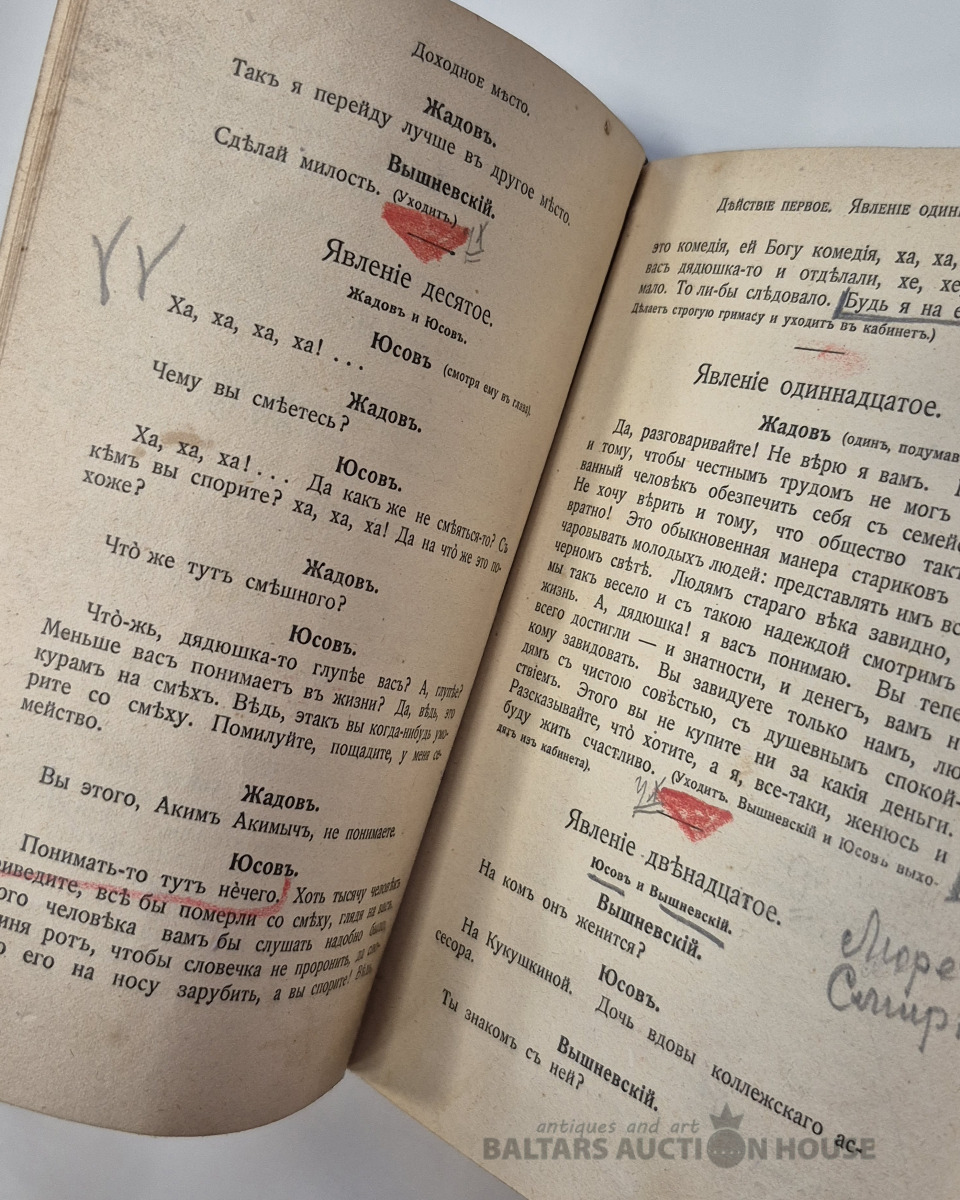 Доходное мѣсто.
Жадовъ.
Такъ я перейду лучше въ другое мѣсто.
Вышневскій.
Сдѣлай милость. (Уходитъ.)
Явленіе десятое.
Жадовъ и Юсовъ.
Юсовъ (смотря ему въ глаза).
Ха, ха, ха, ха! . . .
Жадовъ.
Чему вы смѣетесь?
Юсовъ.
Ха, ха, ха! . . . Да какъ же не смѣяться-то? Съ
кѣмъ вы спорите? ха, ха, ха! Да на что̀ же это по-
хоже?
Жадовъ.
Что̀ же тутъ смѣшного?
Юсовъ.
Что̀-жь, дядюшка-то глупѣе васъ? А, глупѣе?
Меньше васъ понимаетъ въ жизни? Да, вѣдь, это
курамъ на смѣхъ. Вѣдь, этакъ вы когда-нибудь умо-
рите со смѣху. Помилуйте, пощадите, у меня се-
мейство.
Жадовъ.
Вы этого, Акимъ Акимычъ, не понимаете.
Юсовъ.
Понимать-то тутъ нѐчего. Хоть тысячу человѣкъ
приведите, всѣ бы померли со смѣху, глядя на васъ.
человѣка вамъ бы слушать надобно было,
ротъ, чтобы словечка не проронить, да
его на носу зарубить, а вы спорите! Вѣдь,
Дѣйствіе первое. Явленіе
это комедія, ей Богу комедія, ха, ха,
васъ дядюшка-то и отдѣлали, хе, хе,
мало. То ли-бы слѣдовало. Будь я на
Дѣлаетъ строгую гримасу и уходитъ въ кабинетъ.)
Явленіе одиннадцатое.
Жадовъ (одинъ, подумавъ
Да, разговаривайте! Не вѣрю я вамъ.
и тому, чтобы честнымъ трудомъ не могъ
ванный человѣкъ обезпечить себя съ
Не хочу вѣрить и тому, что общество
вратно! Это обыкновенная манера стариковъ
чаровывать молодыхъ людей: представлять имъ
черномъ свѣтѣ. Людямъ стараго вѣка завидно,
мы такъ весело и съ такою надеждой смотримъ
жизнь. А, дядюшка! я васъ понимаю. Вы
всего достигли — и знатности, и денегъ, вамъ
кому завидовать. Вы завидуете только намъ,
дямъ съ чистою совѣстью, съ душевнымъ спокой-
ствіемъ. Этого вы не купите ни за какія деньги.
Разсказывайте, что̀ хотите, а я, все-таки, женюсь и
буду жить счастливо. (Уходитъ. Вышневскій и Юсовъ выхо-
дятъ изъ кабинета).
Явленіе двѣнадцатое.
Юсовъ и Вышневскій.
Вышневскій.
На комъ онъ женится?
Юсовъ.
На Кукушкиной. Дочь вдовы коллежскаго ас-
сесора.
Вышневскій.
Ты знакомъ съ ней?
antiques and art
BALTARS AUCTION HOUSE